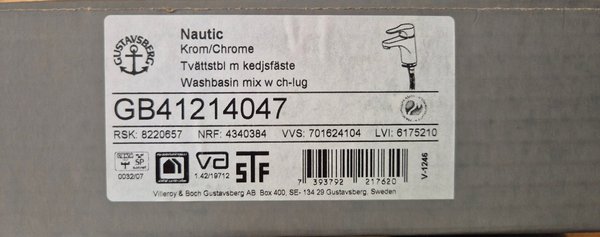 GUSTAVSBERG
Nautic
Krom/Chrome
Tvättstbl m kedjsfäste
Washbasin mix w ch-lug
GB41214047
RSK: 8220657 NRF: 4340384 VVS: 701624104 LVI: 6175210
SP
0032/07
VA
1.42/19712
STF
7 393792 217620
V-1246
Villeroy & Boch Gustavsberg AB Box 400, SE- 134 29 Gustavsberg, Sweden